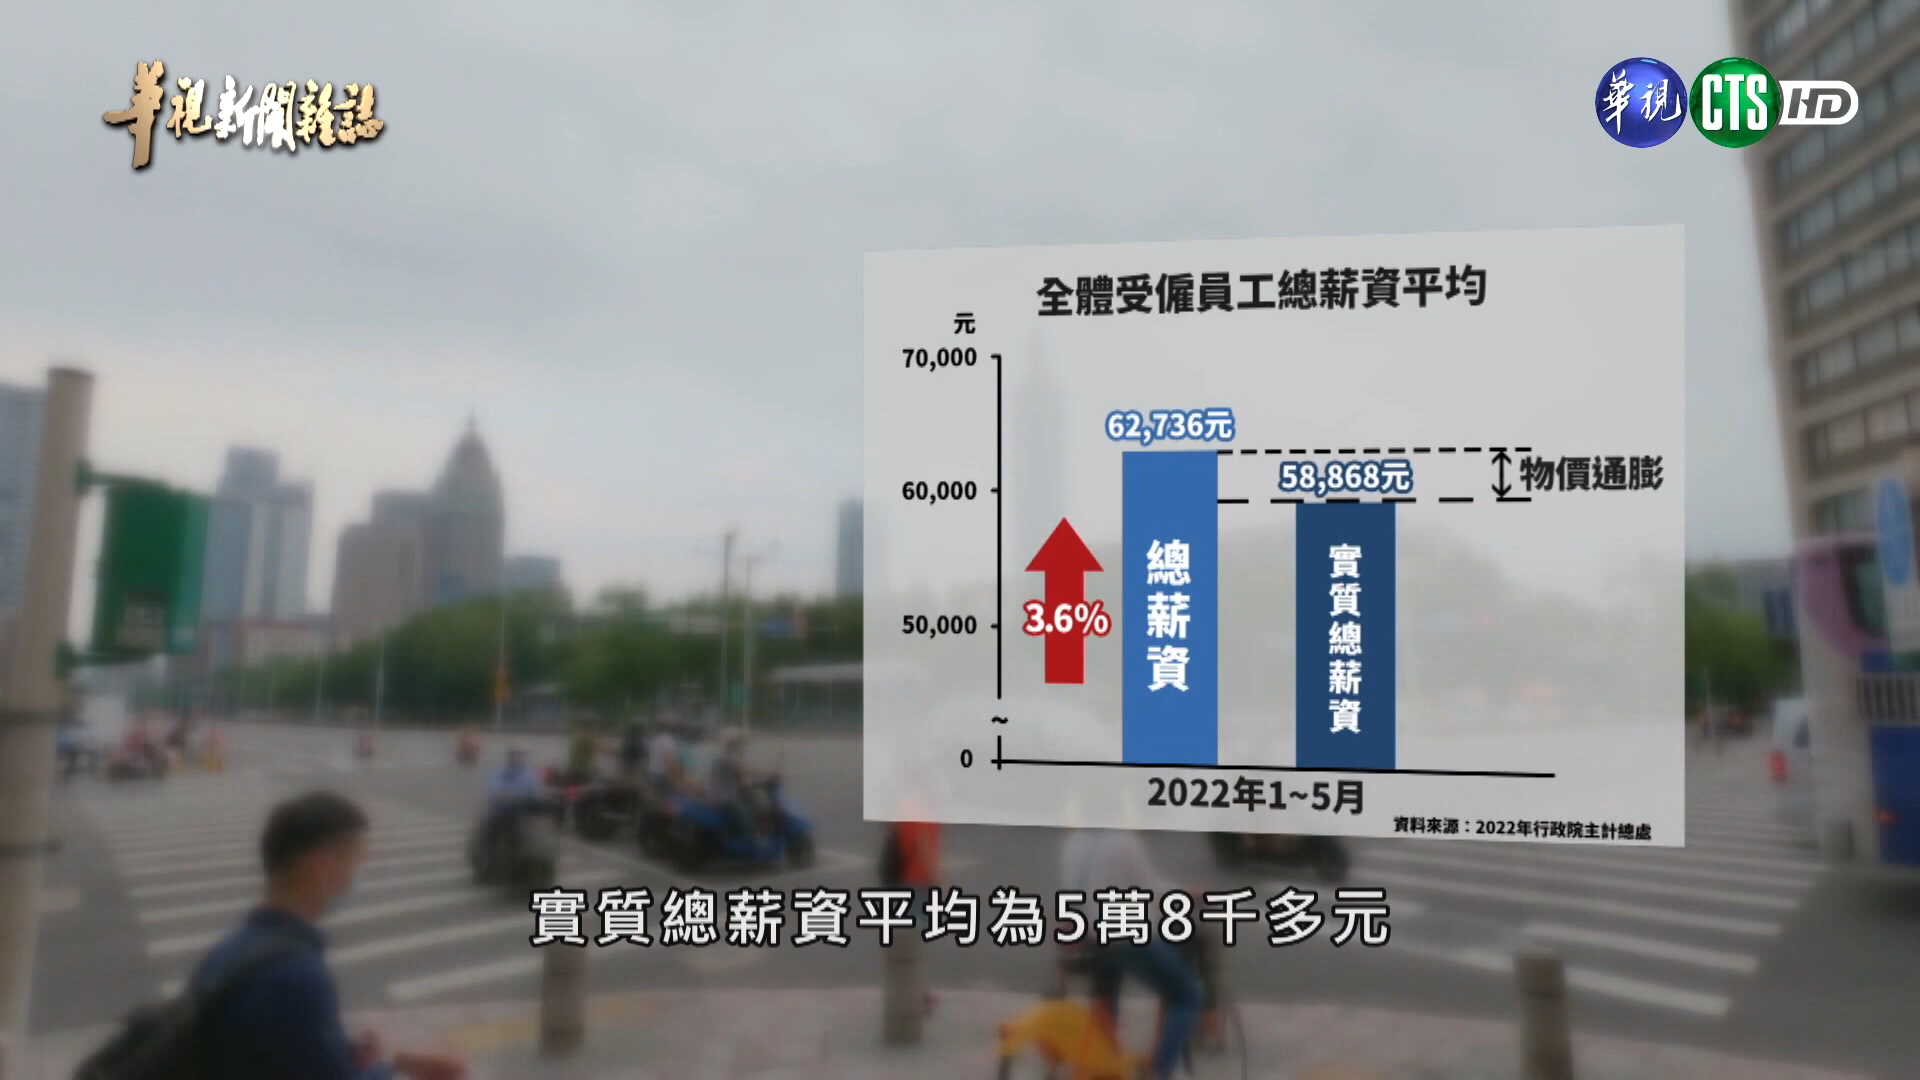 華視新聞雜誌
華視 CTS HD
全體受僱員工總薪資平均
元
70,000
60,000
50,000
~
0
3.6%
62,736元
總薪資
58,868元
實質總薪資
物價通膨
2022年1~5月
資料來源：2022年行政院主計總處
實質總薪資平均為5萬8千多元